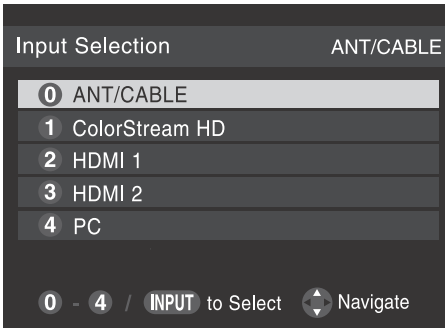 Input Selection ANT/CABLE
0 ANT/CABLE
1 ColorStream HD
2 HDMI 1
3 HDMI 2
4 PC
0 - 4 / INPUT to Select Navigate